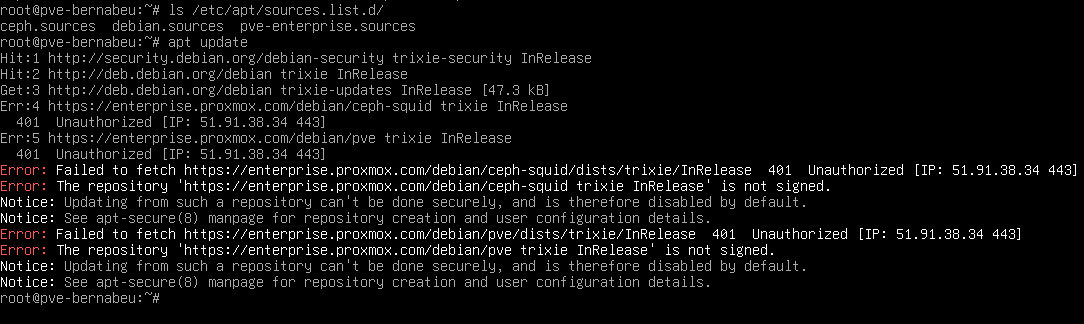 root@pve-bernabeu:~# ls /etc/apt/sources.list.d/
ceph.sources  debian.sources  pve-enterprise.sources
root@pve-bernabeu:~# apt update
Hit:1 http://security.debian.org/debian-security trixie-security InRelease
Hit:2 http://deb.debian.org/debian trixie InRelease
Get:3 http://deb.debian.org/debian trixie-updates InRelease [47.3 kB]
Err:4 https://enterprise.proxmox.com/debian/ceph-squid trixie InRelease
  401  Unauthorized [IP: 51.91.38.34 443]
Err:5 https://enterprise.proxmox.com/debian/pve trixie InRelease
  401  Unauthorized [IP: 51.91.38.34 443]
Error: Failed to fetch https://enterprise.proxmox.com/debian/ceph-squid/dists/trixie/InRelease  401  Unauthorized [IP: 51.91.38.34 443]
Error: The repository 'https://enterprise.proxmox.com/debian/ceph-squid trixie InRelease' is not signed.
Notice: Updating from such a repository can't be done securely, and is therefore disabled by default.
Notice: See apt-secure(8) manpage for repository creation and user configuration details.
Error: Failed to fetch https://enterprise.proxmox.com/debian/pve/dists/trixie/InRelease  401  Unauthorized [IP: 51.91.38.34 443]
Error: The repository 'https://enterprise.proxmox.com/debian/pve trixie InRelease' is not signed.
Notice: Updating from such a repository can't be done securely, and is therefore disabled by default.
Notice: See apt-secure(8) manpage for repository creation and user configuration details.
root@pve-bernabeu:~#